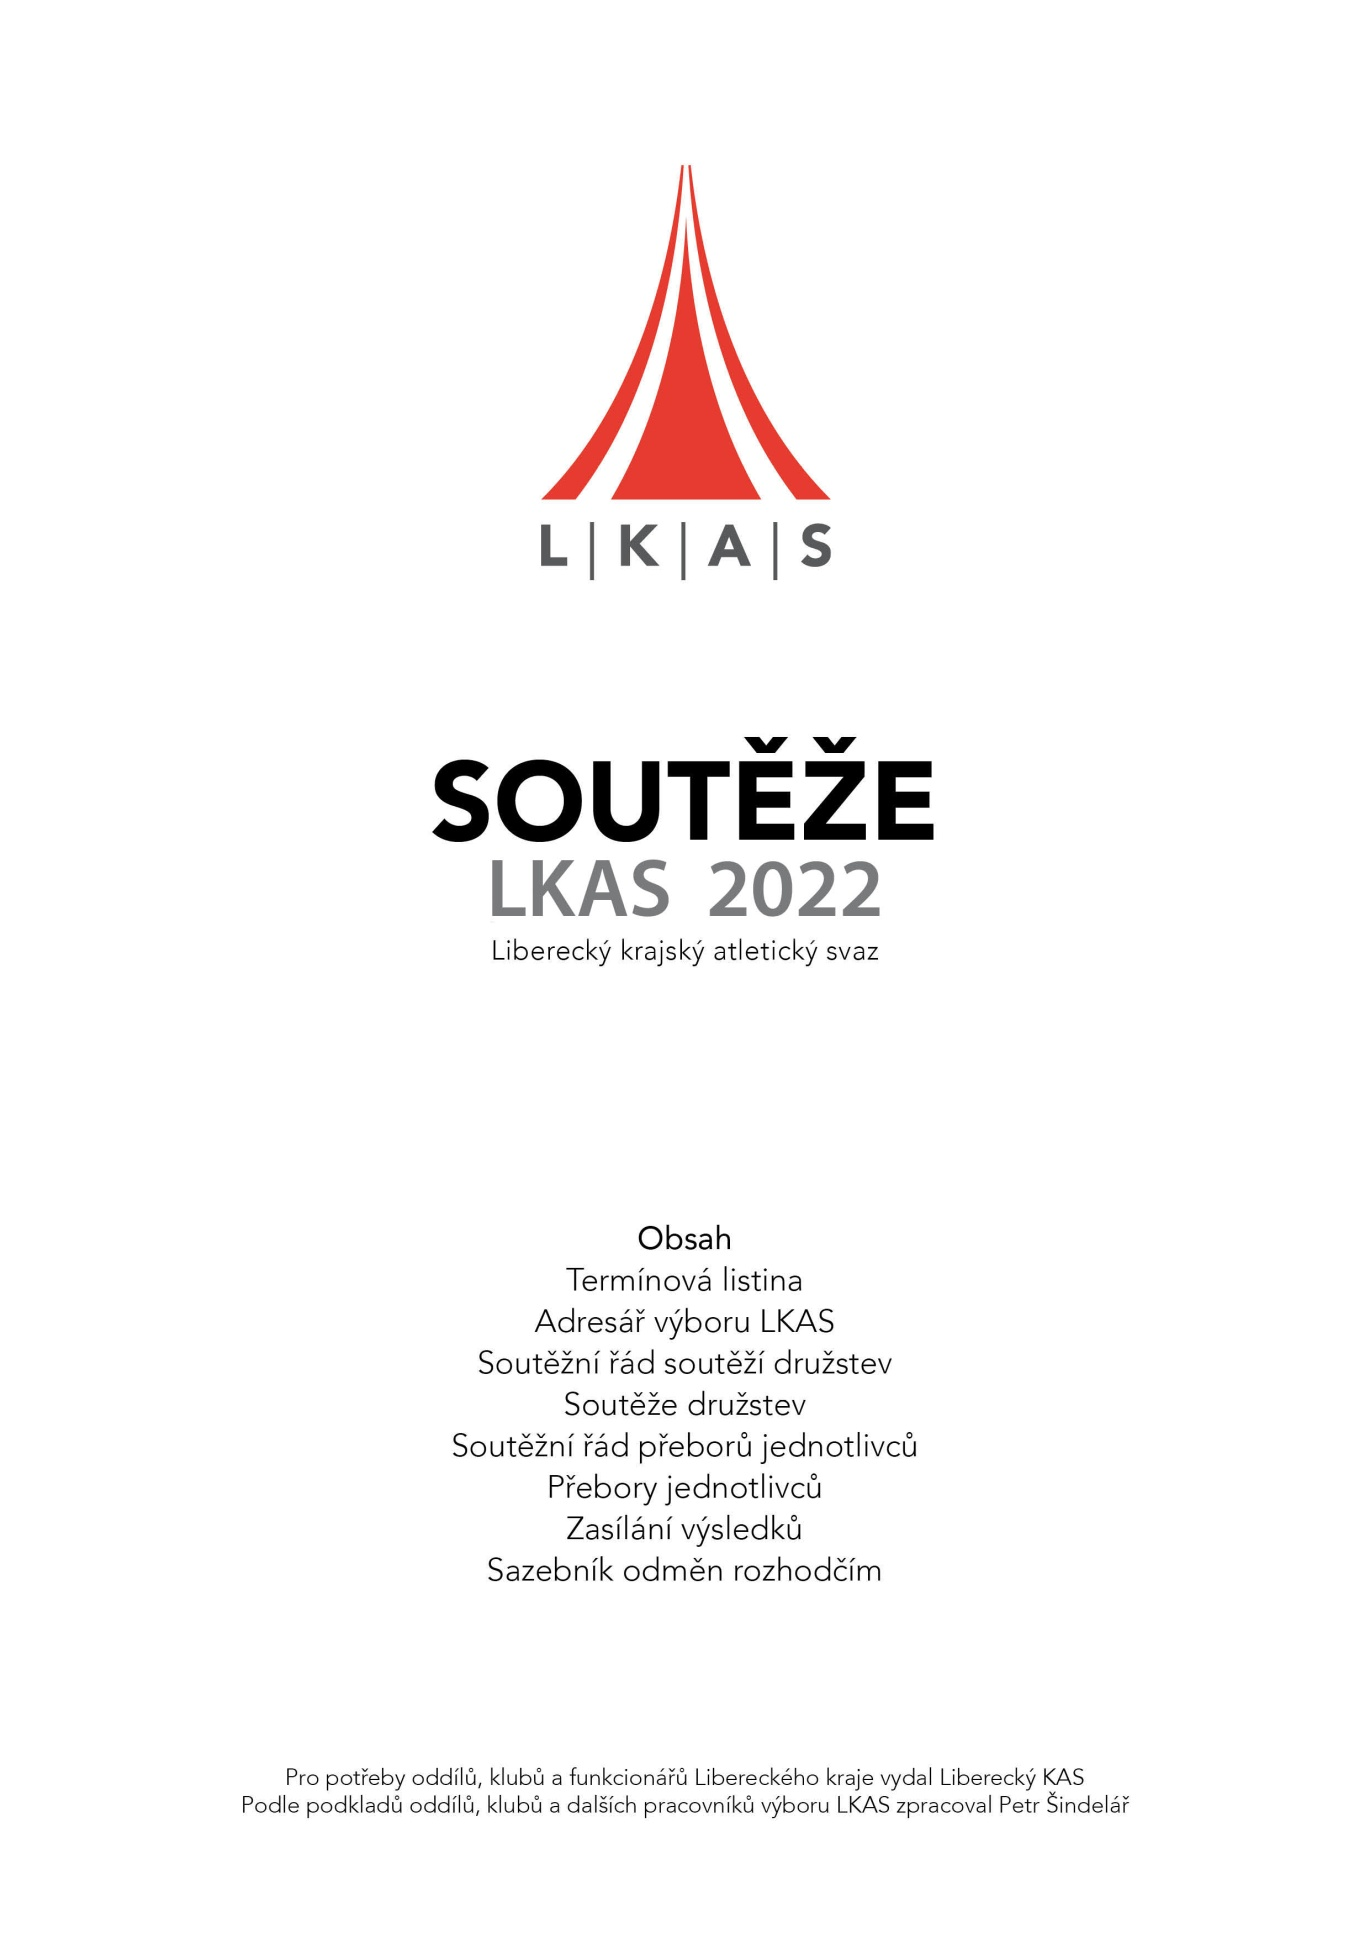 L|K|A|S
SOUTĚŽE
LKAS 2022
Liberecký krajský atletický svaz
Obsah
Termínová listina
Adresář výboru LKAS
Soutěžní řád soutěží družstev
Soutěže družstev
Soutěžní řád přeborů jednotlivců
Přebory jednotlivců
Zasílání výsledků
Sazebník odměn rozhodčím
Pro potřeby oddílů, klubů a funkcionářů Libereckého kraje vydal Liberecký KAS
Podle podkladů oddílů, klubů a dalších pracovníků výboru LKAS zpracoval Petr Šindelář